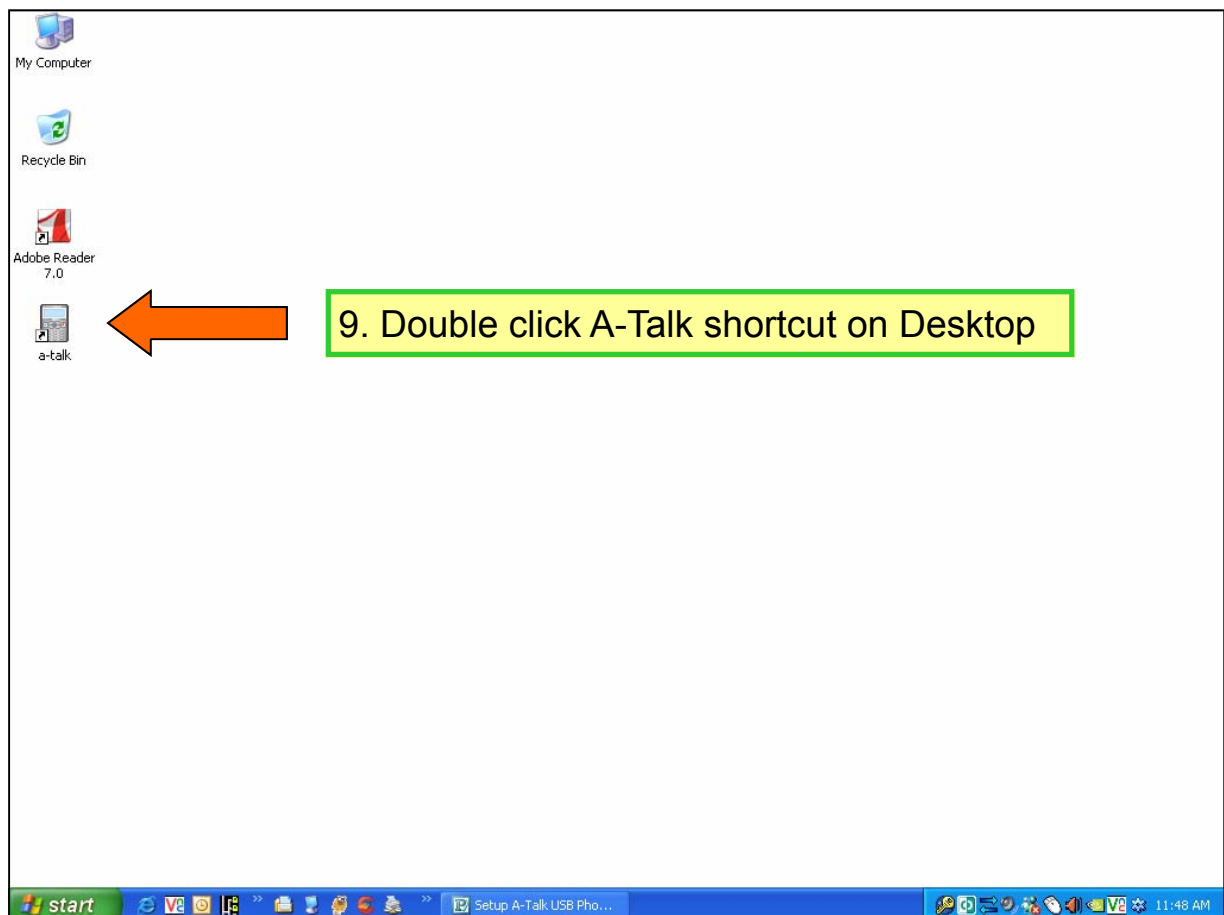 My Computer
Recycle Bin
Adobe Reader
7.0
9. Double click A-Talk shortcut on Desktop
a-talk
start
Setup A-Talk USB Pho...
11:48 AM